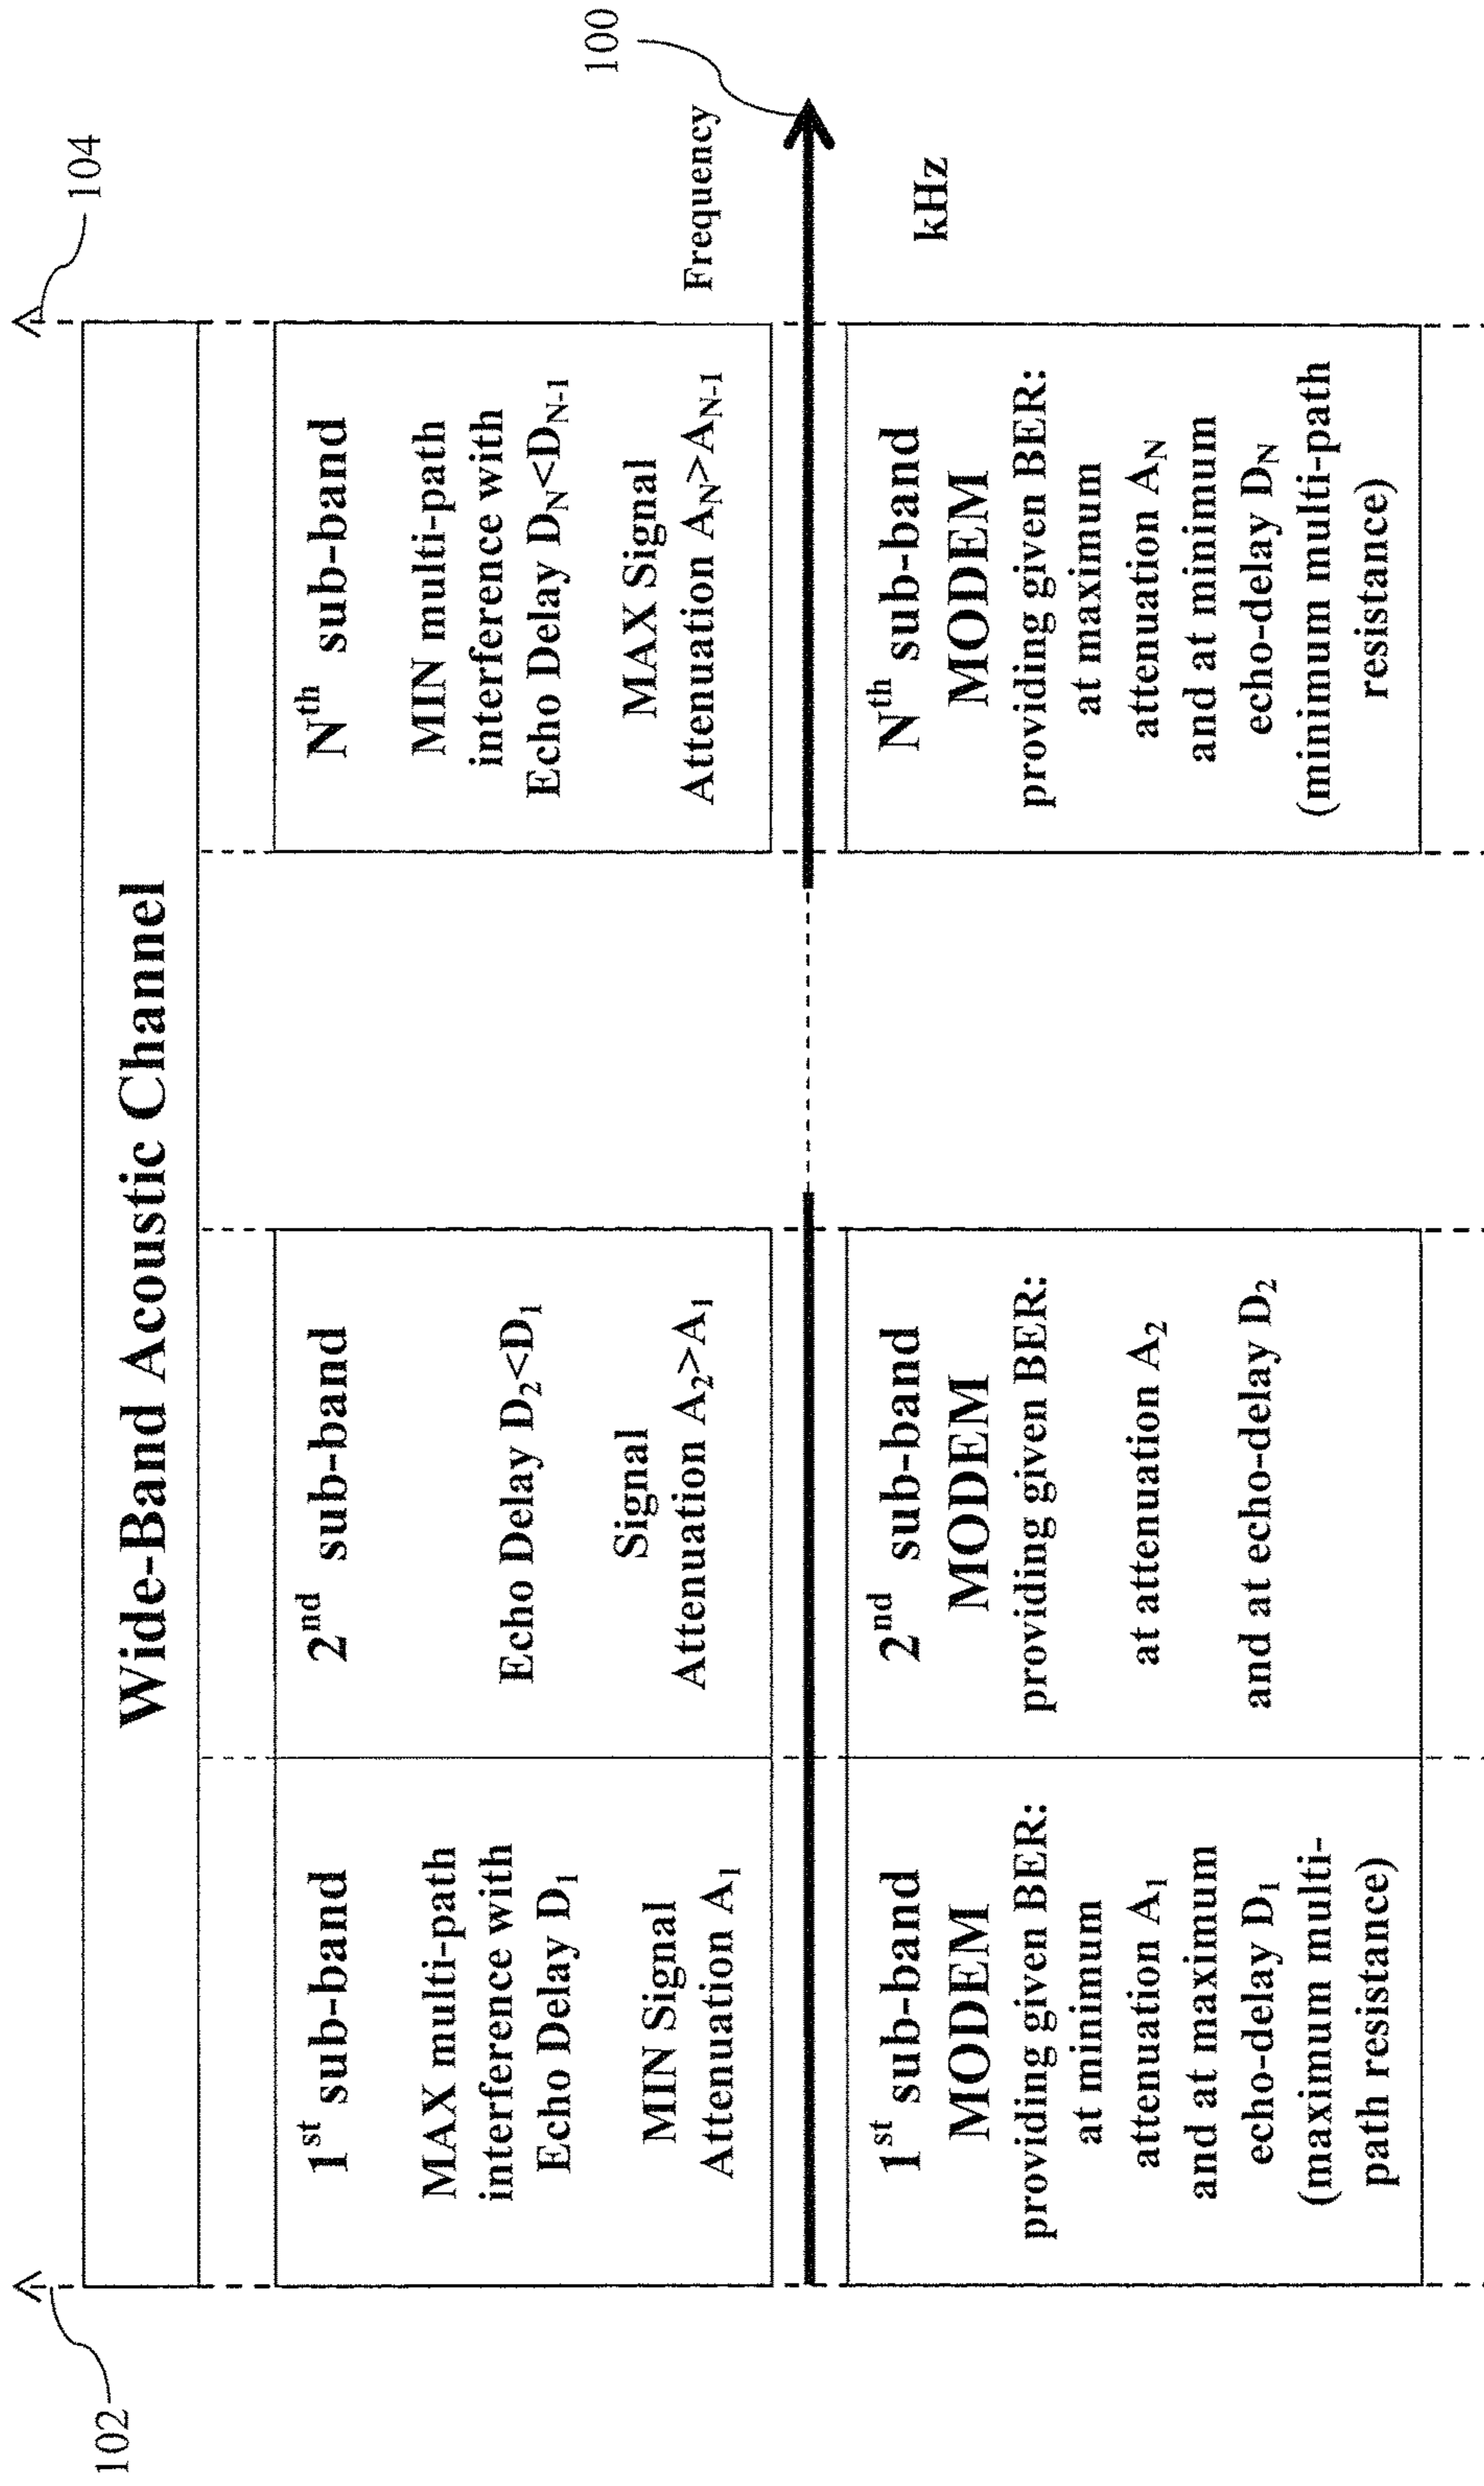 102
104
Wide-Band Acoustic Channel
1st sub-band
MAX multi-path
interference with
Echo Delay D1
MIN Signal
Attenuation A1
2nd sub-band
Echo Delay D2<D1
Signal
Attenuation A2>A1
Nth sub-band
MIN multi-path
interference with
Echo Delay DN<DN-1
MAX Signal
Attenuation AN>AN-1
Frequency
100
kHz
1st sub-band
MODEM
providing given BER:
at minimum
attenuation A1
and at maximum
echo-delay D1
(maximum multi-
path resistance)
2nd sub-band
MODEM
providing given BER:
at attenuation A2
and at echo-delay D2
Nth sub-band
MODEM
providing given BER:
at maximum
attenuation AN
and at minimum
echo-delay DN
(minimum multi-path
resistance)